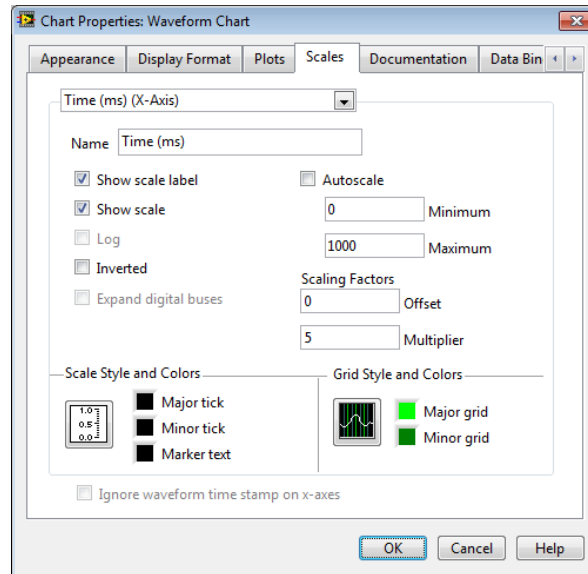 Chart Properties: Waveform Chart
Appearance Display Format Plots Scales Documentation Data Bin
Time (ms) (X-Axis)
Name Time (ms)
Show scale label Autoscale
Show scale 0 Minimum
Log 1000 Maximum
Inverted Scaling Factors
Expand digital buses 0 Offset
5 Multiplier
Scale Style and Colors Grid Style and Colors
1.0 Major tick Major grid
0.5 Minor tick Minor grid
0.0 Marker text
Ignore waveform time stamp on x-axes
OK Cancel Help